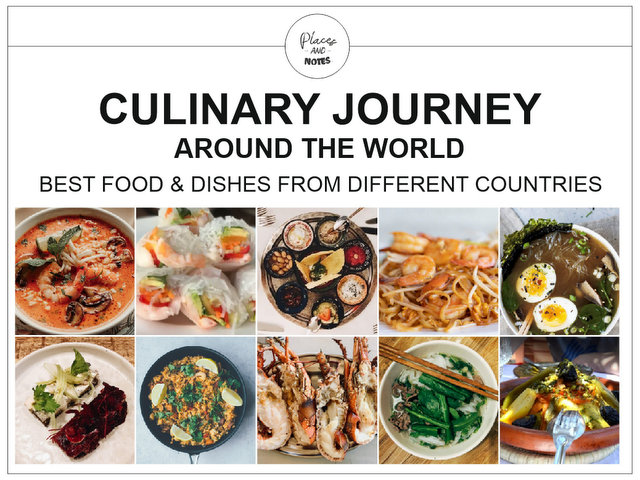 Places
AND
NOTES
CULINARY JOURNEY
AROUND THE WORLD
BEST FOOD & DISHES FROM DIFFERENT COUNTRIES